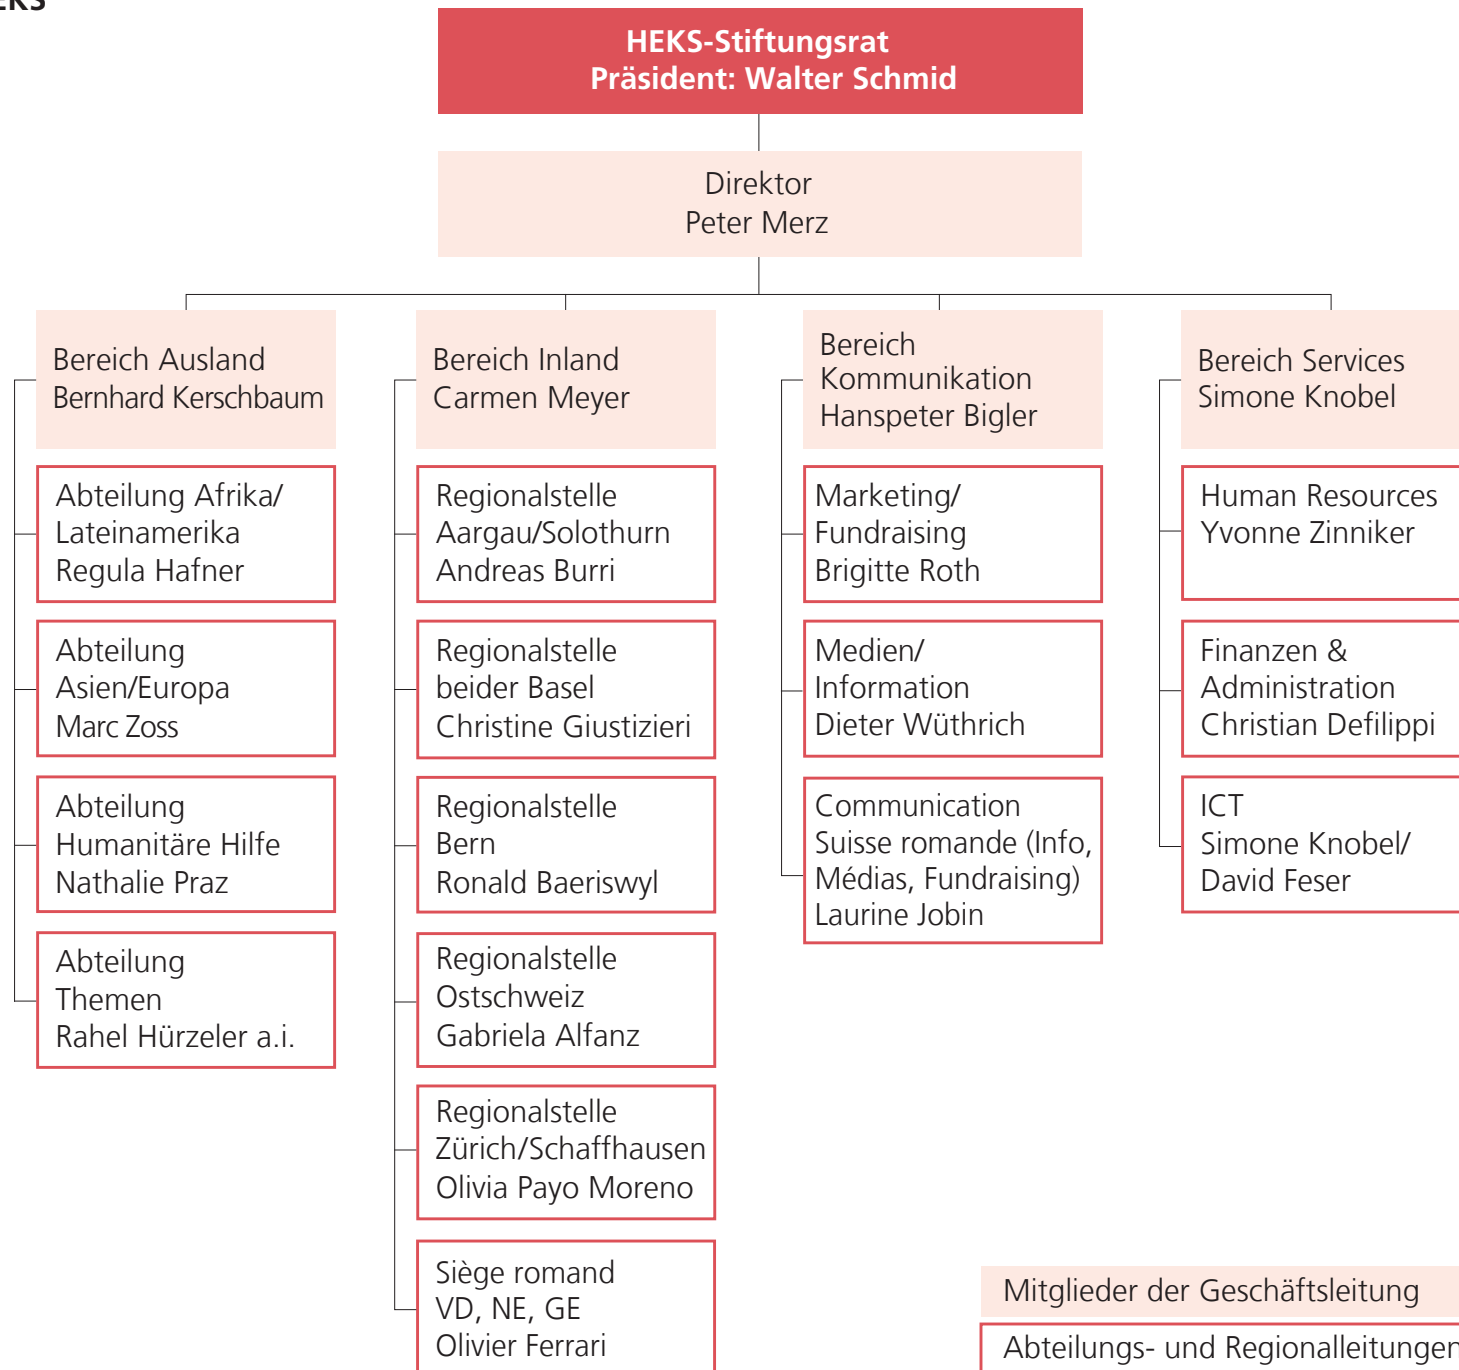 HEKS-Stiftungsrat
Präsident: Walter Schmid
Direktor
Peter Merz
Bereich Ausland
Bernhard Kerschbaum
Abteilung Afrika/
Lateinamerika
Regula Hafner
Abteilung
Asien/Europa
Marc Zoss
Abteilung
Humanitäre Hilfe
Nathalie Praz
Abteilung
Themen
Rahel Hürzeler a.i.
Bereich Inland
Carmen Meyer
Regionalstelle
Aargau/Solothurn
Andreas Burri
Regionalstelle
beider Basel
Christine Giustizieri
Regionalstelle
Bern
Ronald Baeriswyl
Regionalstelle
Ostschweiz
Gabriela Alfanz
Regionalstelle
Zürich/Schaffhausen
Olivia Payo Moreno
Siège romand
VD, NE, GE
Olivier Ferrari
Bereich
Kommunikation
Hanspeter Bigler
Marketing/
Fundraising
Brigitte Roth
Medien/
Information
Dieter Wüthrich
Communication
Suisse romande (Info,
Médias, Fundraising)
Laurine Jobin
Bereich Services
Simone Knobel
Human Resources
Yvonne Zinniker
Finanzen &
Administration
Christian Defilippi
ICT
Simone Knobel/
David Feser
Mitglieder der Geschäftsleitung
Abteilungs- und Regionalleitungen